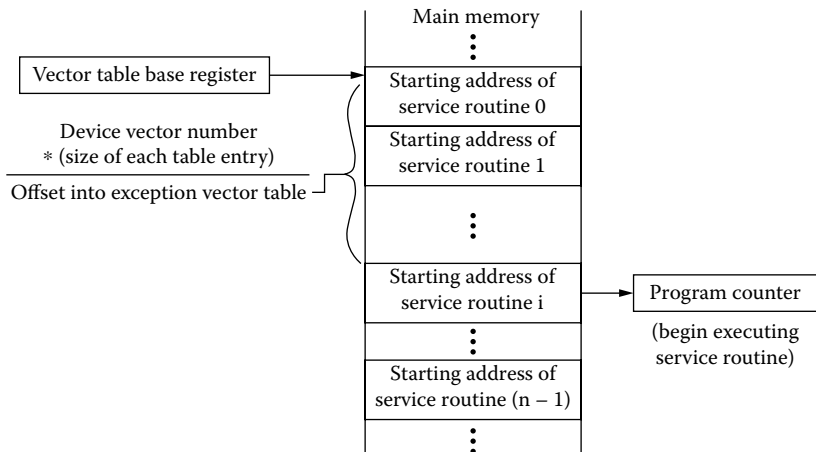 Main memory
Vector table base register
Starting address of
service routine 0
Device vector number
* (size of each table entry)
Offset into exception vector table
Starting address of
service routine 1
Starting address of
service routine i
Program counter
(begin executing
service routine)
Starting address of
service routine (n – 1)